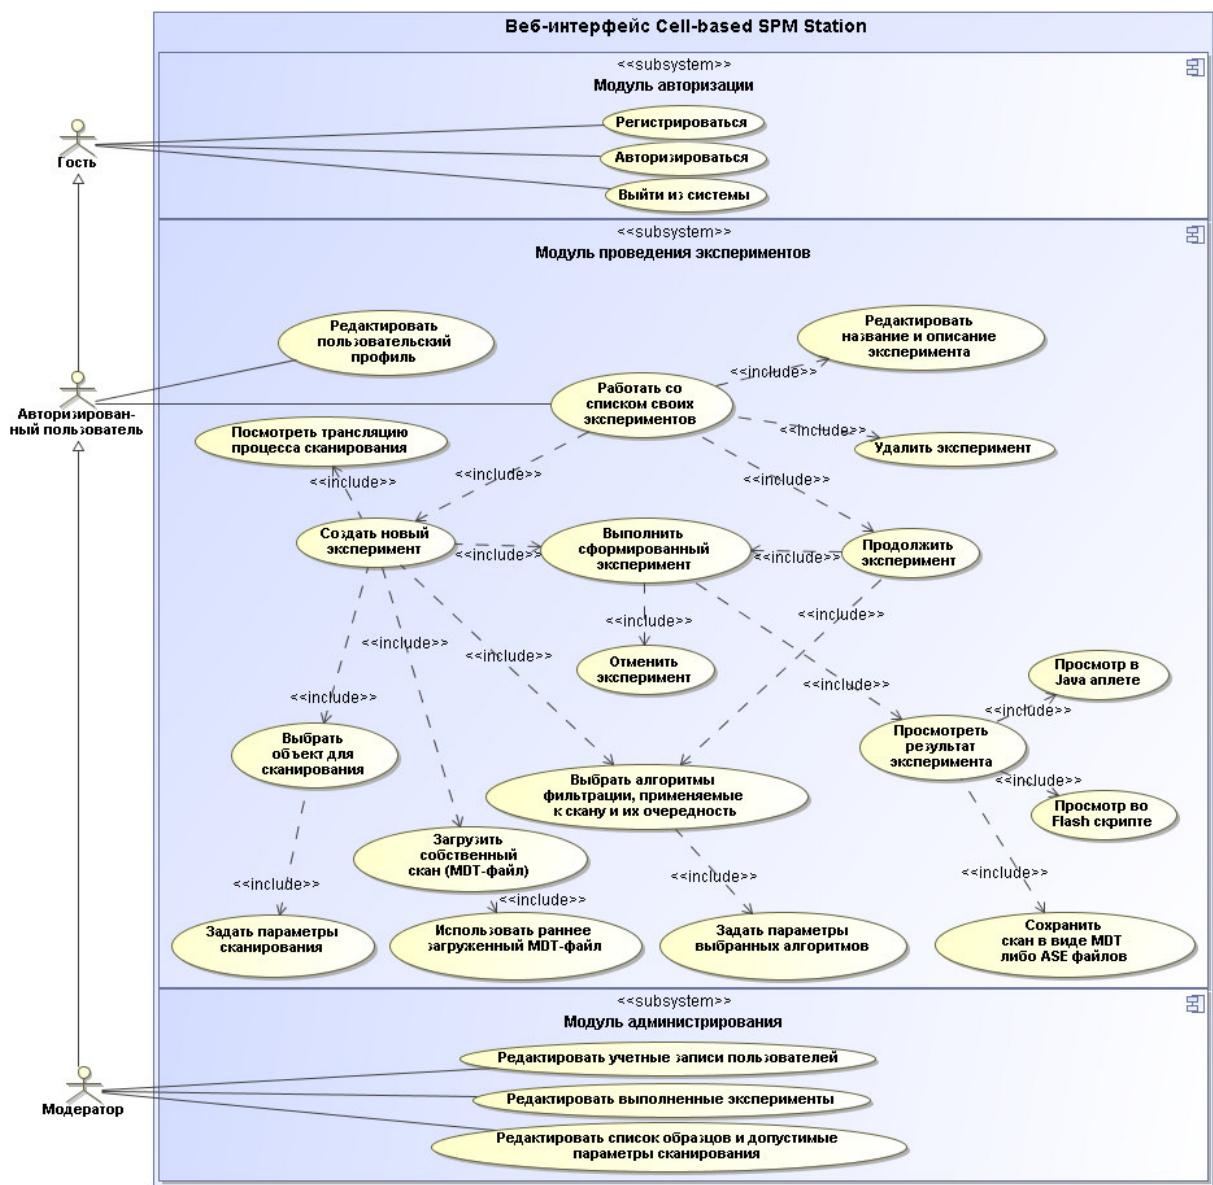 Веб-интерфейс Cell-based SPM Station
<<subsystem>>
Модуль авторизации
Регистрироваться
Авторизироваться
Выйти из системы
Гость
<<subsystem>>
Модуль проведения экспериментов
Редактировать
пользовательский
профиль
Редактировать
название и описание
эксперимента
<<include>>
Работать со
списком своих
экспериментов
Авторизирован-
ный пользователь
Посмотреть трансляцию
процесса сканирования
<<include>>
Удалить эксперимент
<<include>>
<<include>>
<<include>>
Создать новый
эксперимент
<<include>>
Выполнить
сформированный
эксперимент
<<include>>
Продолжить
эксперимент
<<include>>
<<include>>
<<include>>
<<include>>
Отменить
эксперимент
<<include>>
<<include>>
Просмотр в
Java аплете
<<include>>
Выбрать
объект для
сканирования
Просмотреть
результат
эксперимента
<<include>>
Выбрать алгоритмы
фильтрации, применяемые
к скану и их очередность
Просмотр во
Flash скрипте
Загрузить
собственный
скан (MDT-файл)
<<include>>
<<include>>
<<include>>
<<include>>
Задать параметры
сканирования
Использовать раннее
загруженный MDT-файл
Задать параметры
выбранных алгоритмов
Сохранить
скан в виде MDT
либо ASE файлов
<<subsystem>>
Модуль администрирования
Редактировать учетные записи пользователей
Редактировать выполненные эксперименты
Модератор
Редактировать список образцов и допустимые
параметры сканирования